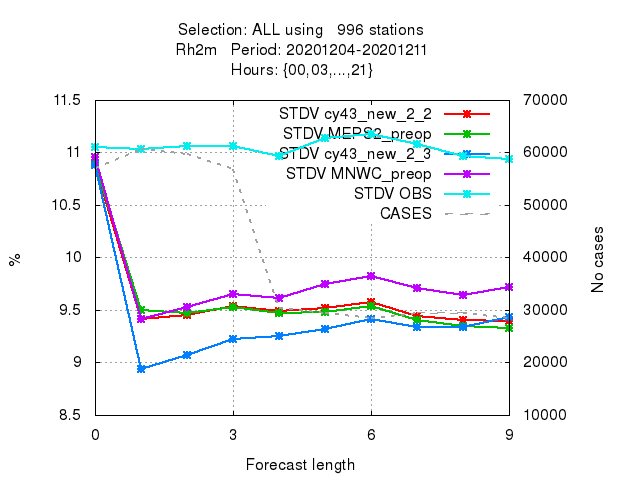 Selection: ALL using 996 stations
Rh2m Period: 20201204-20201211
Hours: {00,03,...,21}
11.5
11
10.5
10
9.5
9
8.5
%
70000
60000
50000
40000
30000
20000
10000
No cases
STDV cy43_new_2_2
STDV MEPS2_preop
STDV cy43_new_2_3
STDV MNWC_preop
STDV OBS
CASES
0 3 6 9
Forecast length